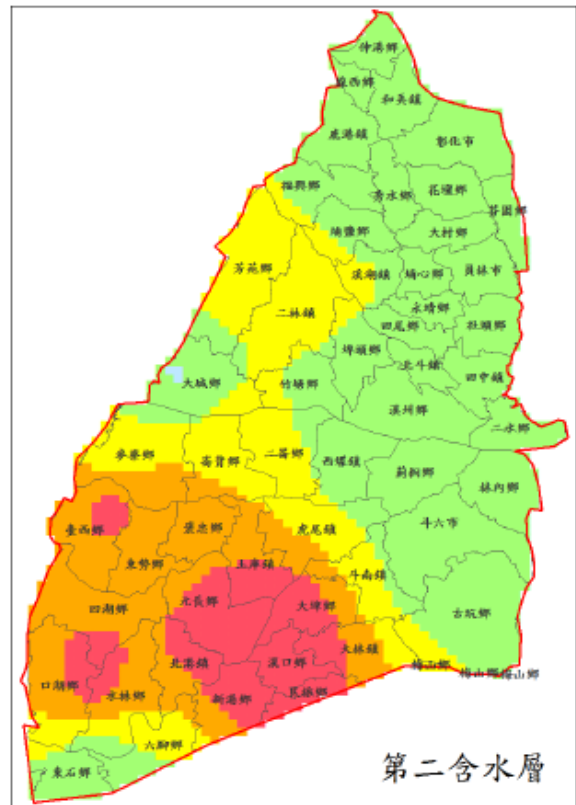 伸港鄉
線西鄉
和美鎮
鹿港鎮
彰化市
福興鄉
秀水鄉
花壇鄉
芬園鄉
埔鹽鄉
大村鄉
芳苑鄉
溪湖鎮
埔心鄉
員林市
二林鎮
永靖鄉
田尾鄉
社頭鄉
埤頭鄉
北斗鎮
田中鎮
大城鄉
竹塘鄉
溪州鄉
二水鄉
麥寮鄉
崙背鄉
二崙鄉
西螺鎮
莿桐鄉
林內鄉
臺西鄉
褒忠鄉
虎尾鎮
斗六市
東勢鄉
土庫鎮
斗南鎮
四湖鄉
元長鄉
大埤鄉
古坑鄉
北港鎮
溪口鄉
大林鎮
梅山鄉
梅山鄉
梅山鄉
口湖鄉
水林鄉
新港鄉
民雄鄉
六腳鄉
東石鄉
第二含水層